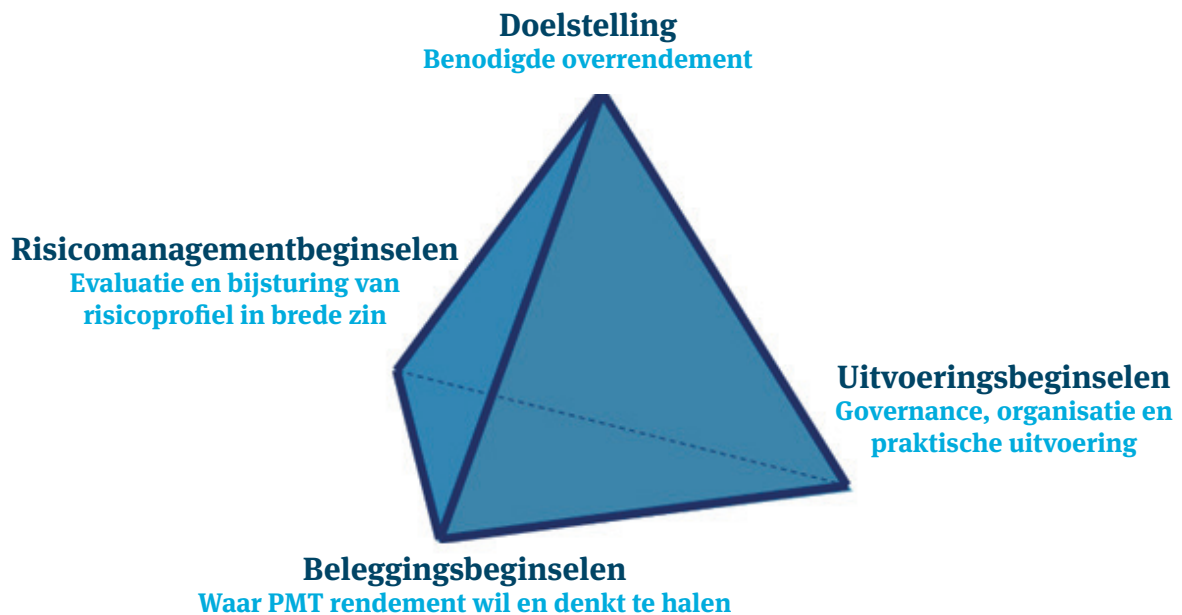 Doelstelling
Benodigde overrendement
Risicomanagementbeginselen
Evaluatie en bijsturing van
risicoprofiel in brede zin
Uitvoeringsbeginselen
Governance, organisatie en
praktische uitvoering
Beleggingsbeginselen
Waar PMT rendement wil en denkt te halen